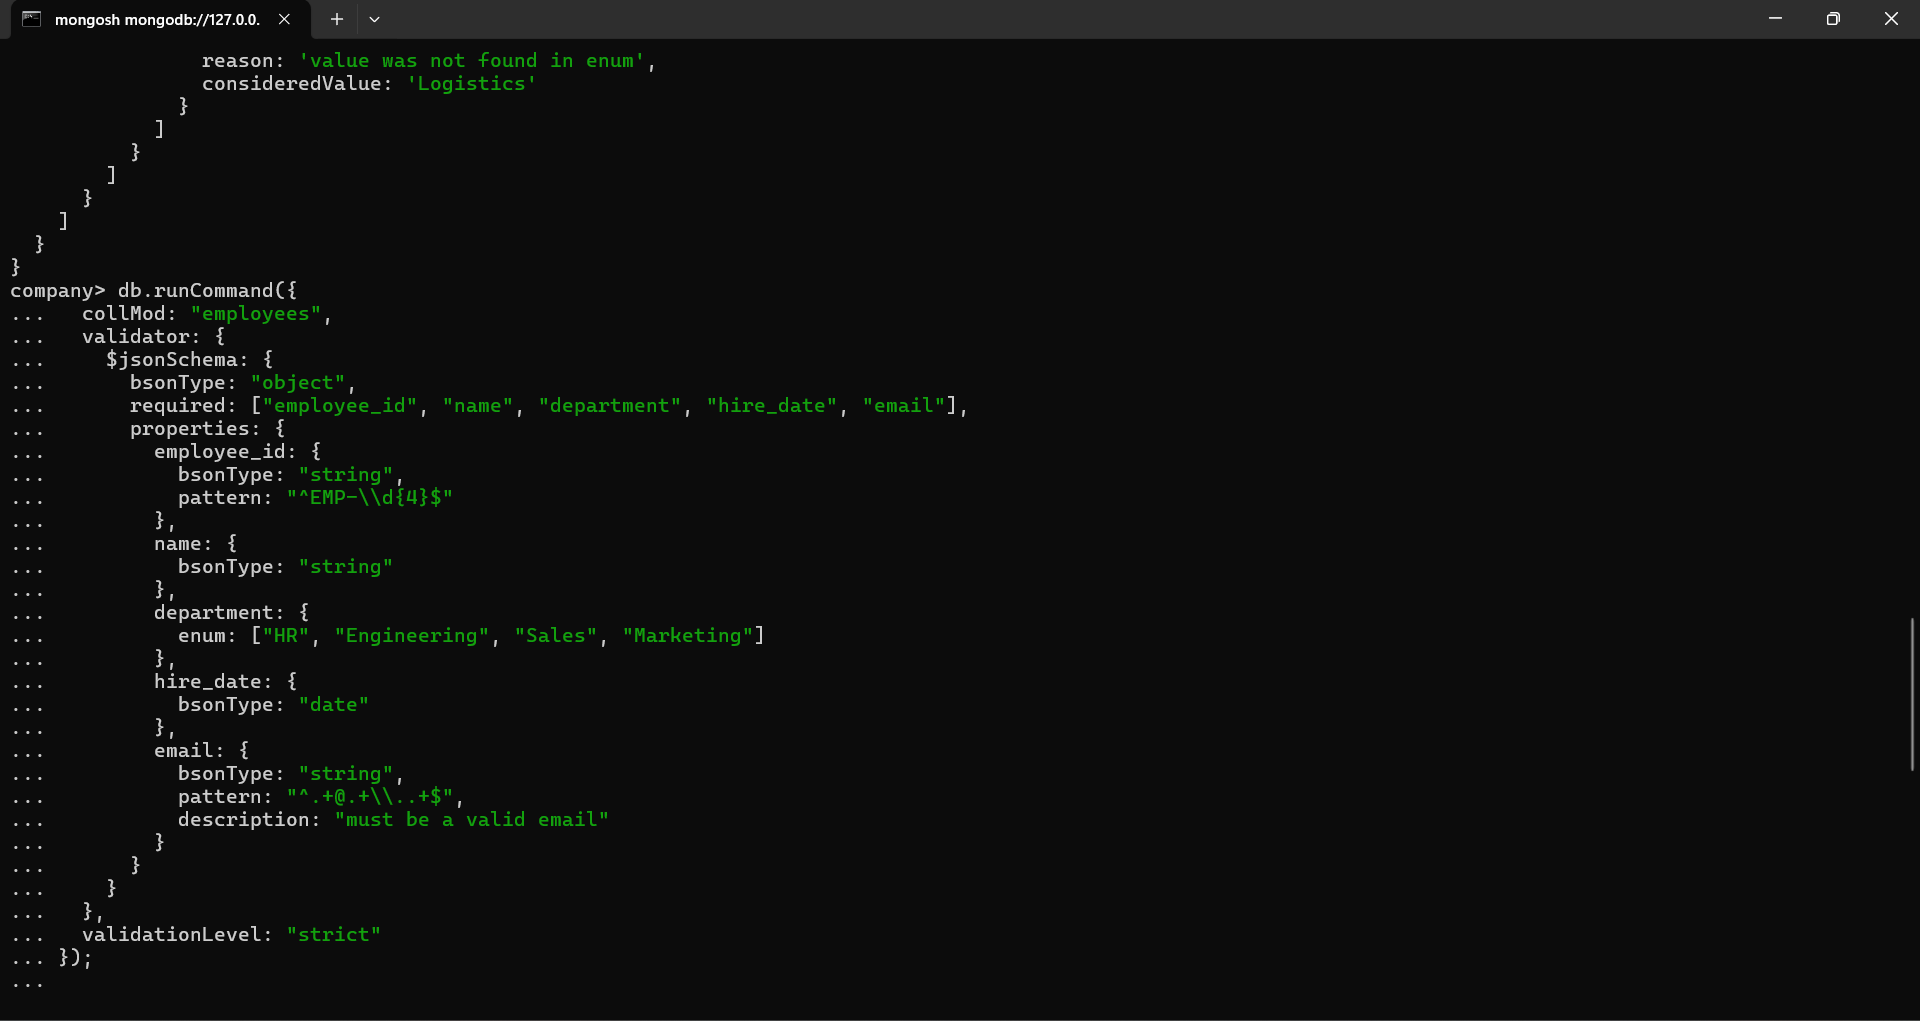 mongosh mongodb://127.0.0.
                reason: 'value was not found in enum',
                consideredValue: 'Logistics'
              }
            ]
          }
        ]
      }
    ]
  }
}
company> db.runCommand({
...   collMod: "employees",
...   validator: {
...     $jsonSchema: {
...       bsonType: "object",
...       required: ["employee_id", "name", "department", "hire_date", "email"],
...       properties: {
...         employee_id: {
...           bsonType: "string",
...           pattern: "^EMP-\\d{4}$"
...         },
...         name: {
...           bsonType: "string"
...         },
...         department: {
...           enum: ["HR", "Engineering", "Sales", "Marketing"]
...         },
...         hire_date: {
...           bsonType: "date"
...         },
...         email: {
...           bsonType: "string",
...           pattern: "^.+@.+\\..+$",
...           description: "must be a valid email"
...         }
...       }
...     }
...   },
...   validationLevel: "strict"
... });
...